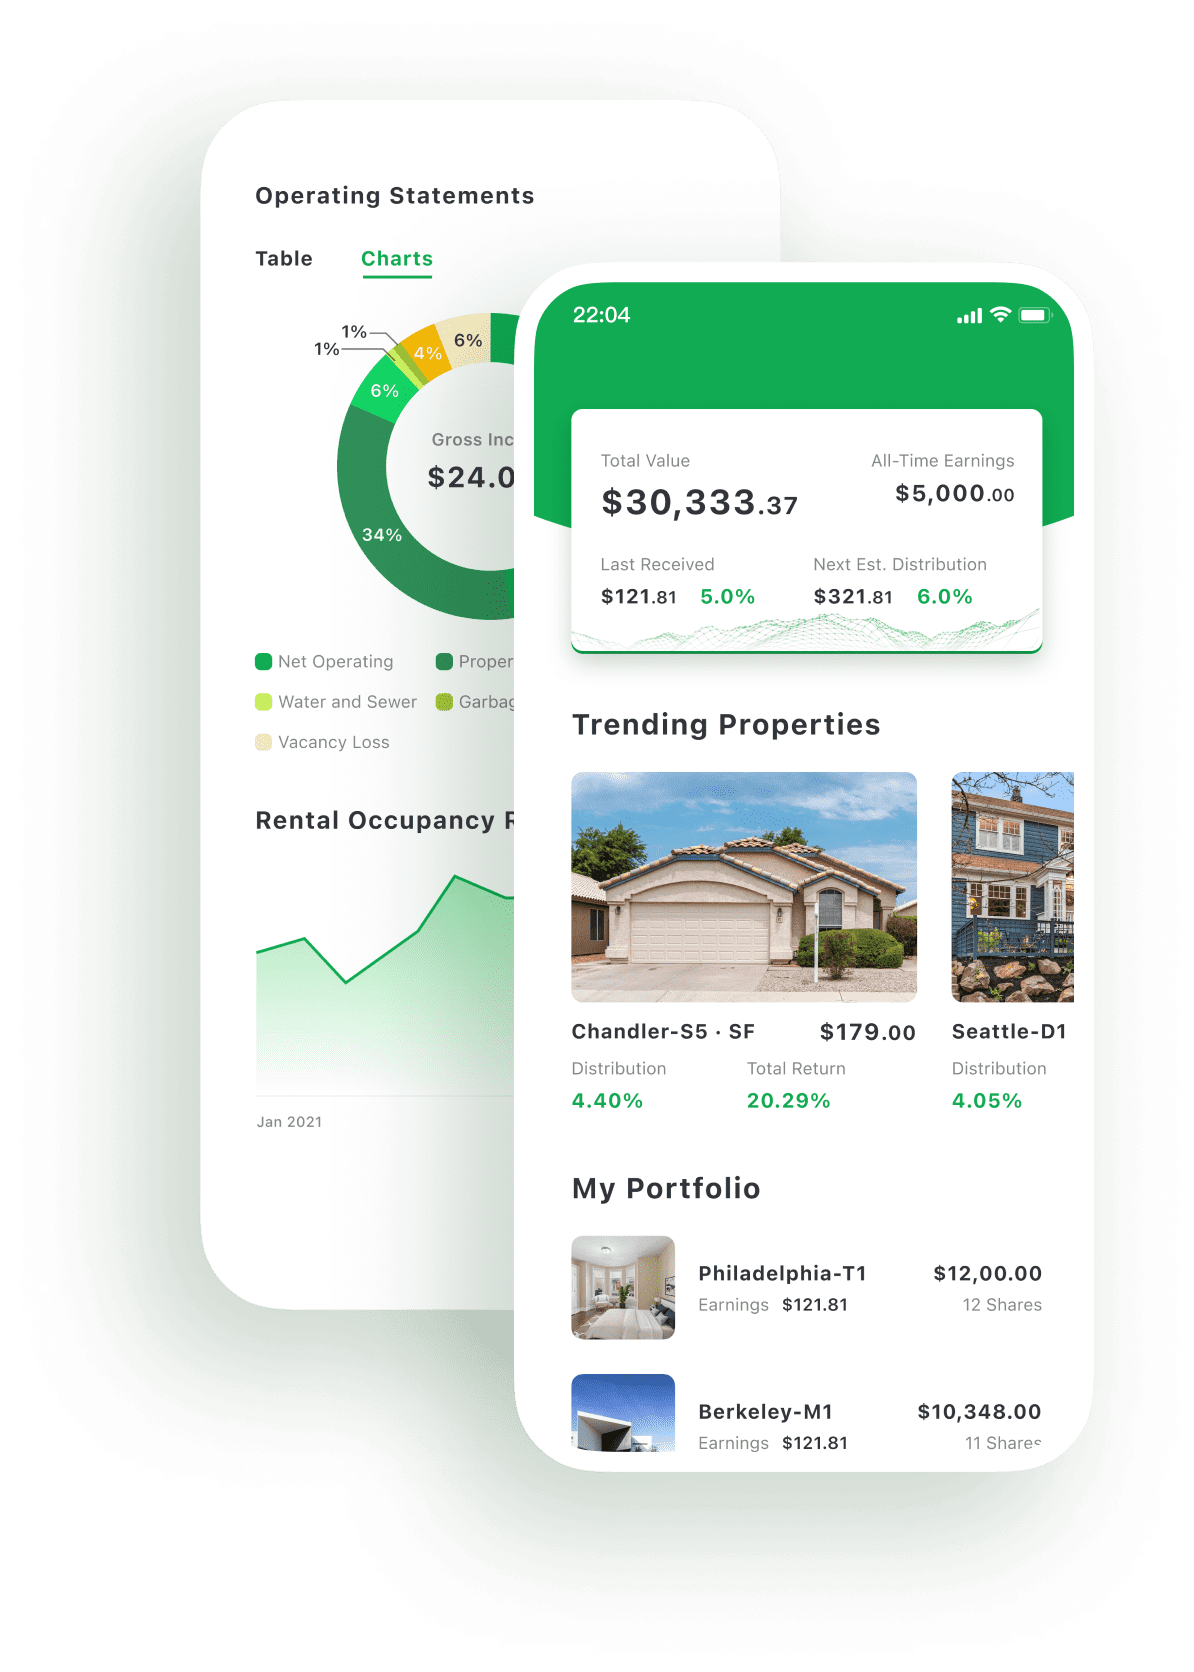 Operating Statements
Table Charts
1%
1%
6%
4%
6%
34%
Gross Inc
$24.0
Net Operating Proper
Water and Sewer Garbag
Vacancy Loss
Rental Occupancy R
Jan 2021
22:04
Total Value All-Time Earnings
$30,333.37 $5,000.00
Last Received Next Est. Distribution
$121.81 5.0% $321.81 6.0%
Trending Properties
Chandler-S5 · SF $179.00
Distribution Total Return
4.40% 20.29%
Seattle-D1
Distribution
4.05%
My Portfolio
Philadelphia-T1 $12,00.00
Earnings $121.81 12 Shares
Berkeley-M1 $10,348.00
Earnings $121.81 11 Shares